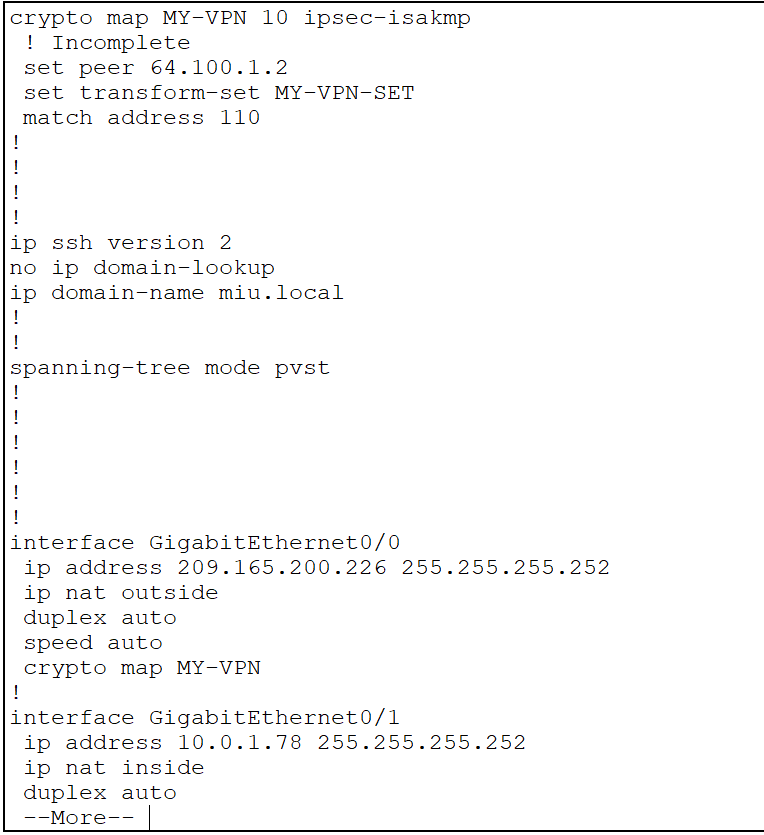 crypto map MY-VPN 10 ipsec-isakmp
 ! Incomplete
 set peer 64.100.1.2
 set transform-set MY-VPN-SET
 match address 110
!
!
!
!
ip ssh version 2
no ip domain-lookup
ip domain-name miu.local
!
!
spanning-tree mode pvst
!
!
!
!
!
!
interface GigabitEthernet0/0
 ip address 209.165.200.226 255.255.255.252
 ip nat outside
 duplex auto
 speed auto
 crypto map MY-VPN
!
interface GigabitEthernet0/1
 ip address 10.0.1.78 255.255.255.252
 ip nat inside
 duplex auto
 --More--